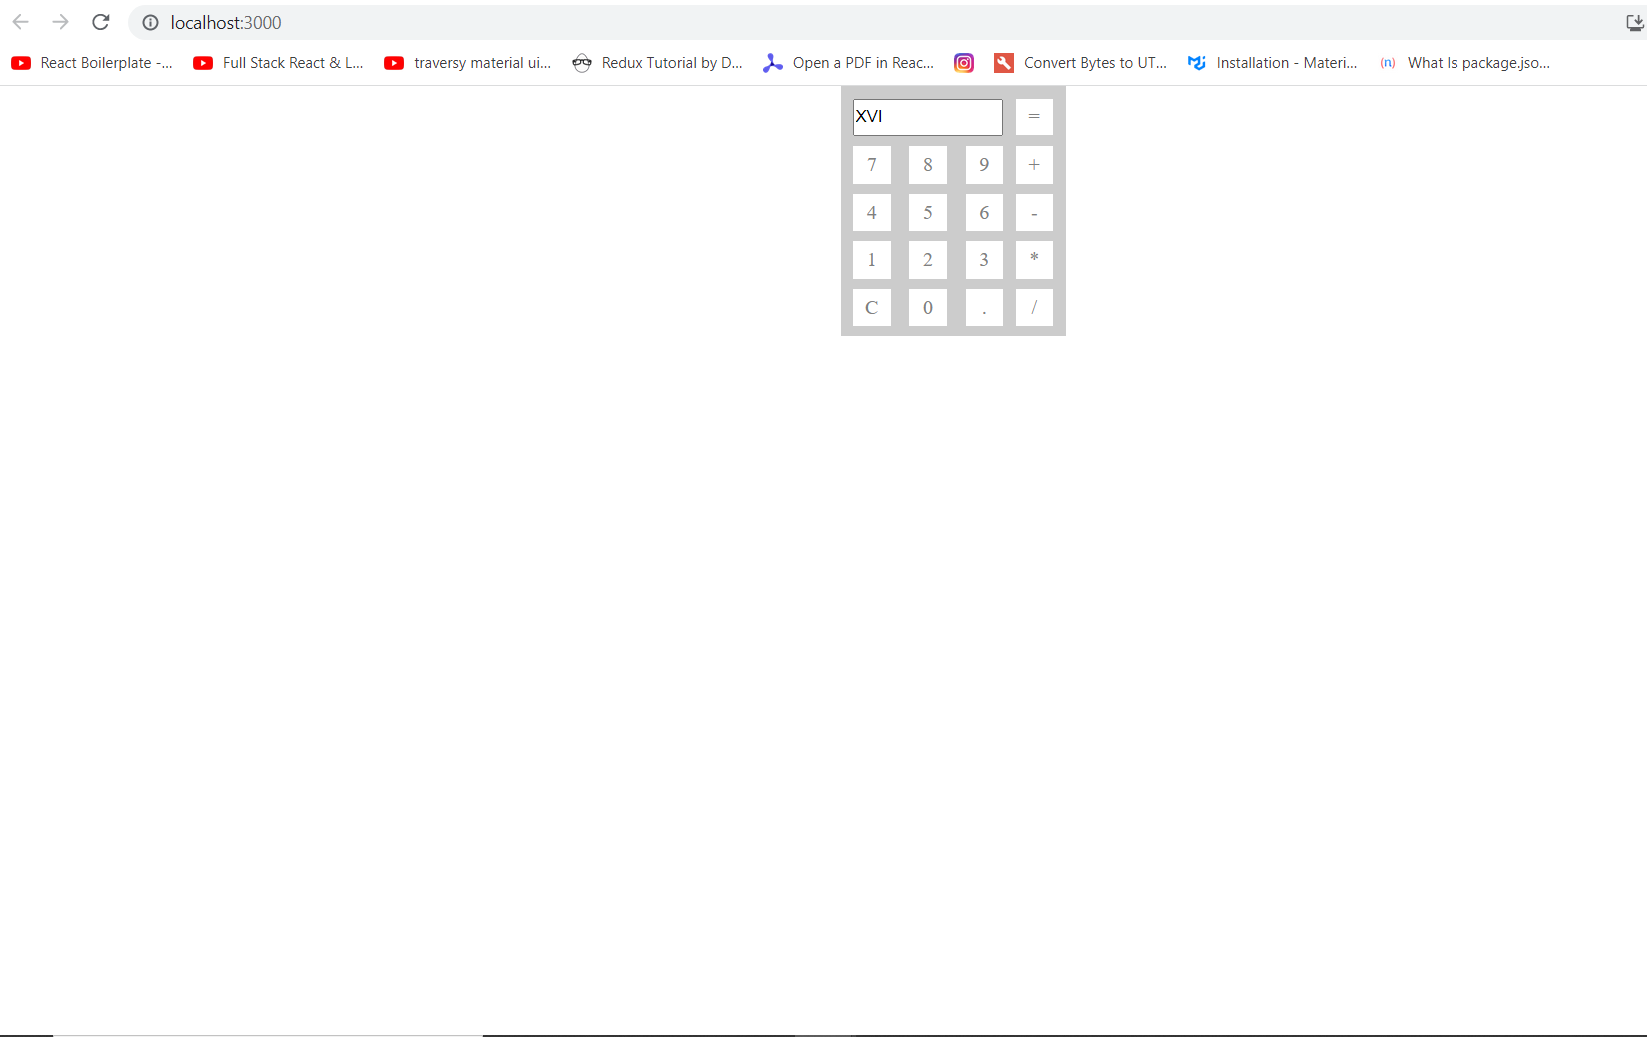 localhost:3000
React Boilerplate -... Full Stack React & L... traversy material ui... Redux Tutorial by D... Open a PDF in Reac... Convert Bytes to UT... Installation - Materi... (n) What Is package.jso...
XVI =
7 8 9 +
4 5 6 -
1 2 3 *
C 0 . /